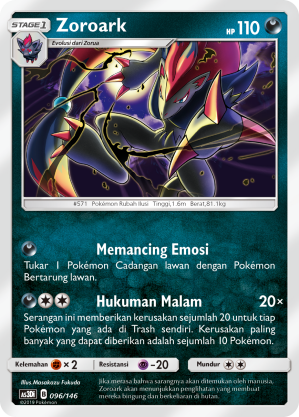 STAGE 1 Zoroark HP 110
Evolusi dari Zorua
#571 Pokémon Rubah Ilusi Tinggi,1.6m Berat,81.1kg
Memancing Emosi
Tukar 1 Pokémon Cadangan lawan dengan Pokémon
Bertarung lawan.
Hukuman Malam 20×
Serangan ini memberikan kerusakan sejumlah 20 untuk tiap
Pokémon yang ada di Trash sendiri. Kerusakan paling
banyak yang dapat diberikan adalah sejumlah 10 Pokémon.
Kelemahan ×2 Resistansi -20 Mundur
Illus. Masakazu Fukuda
AS3D I D 096/146
©2019 Pokémon
Jika merasa bahwa sarangnya akan ditemukan oleh manusia,
Zoroark akan menunjukkan penglihatan yang membuat
mereka bingung dan berkeliaran di hutan.